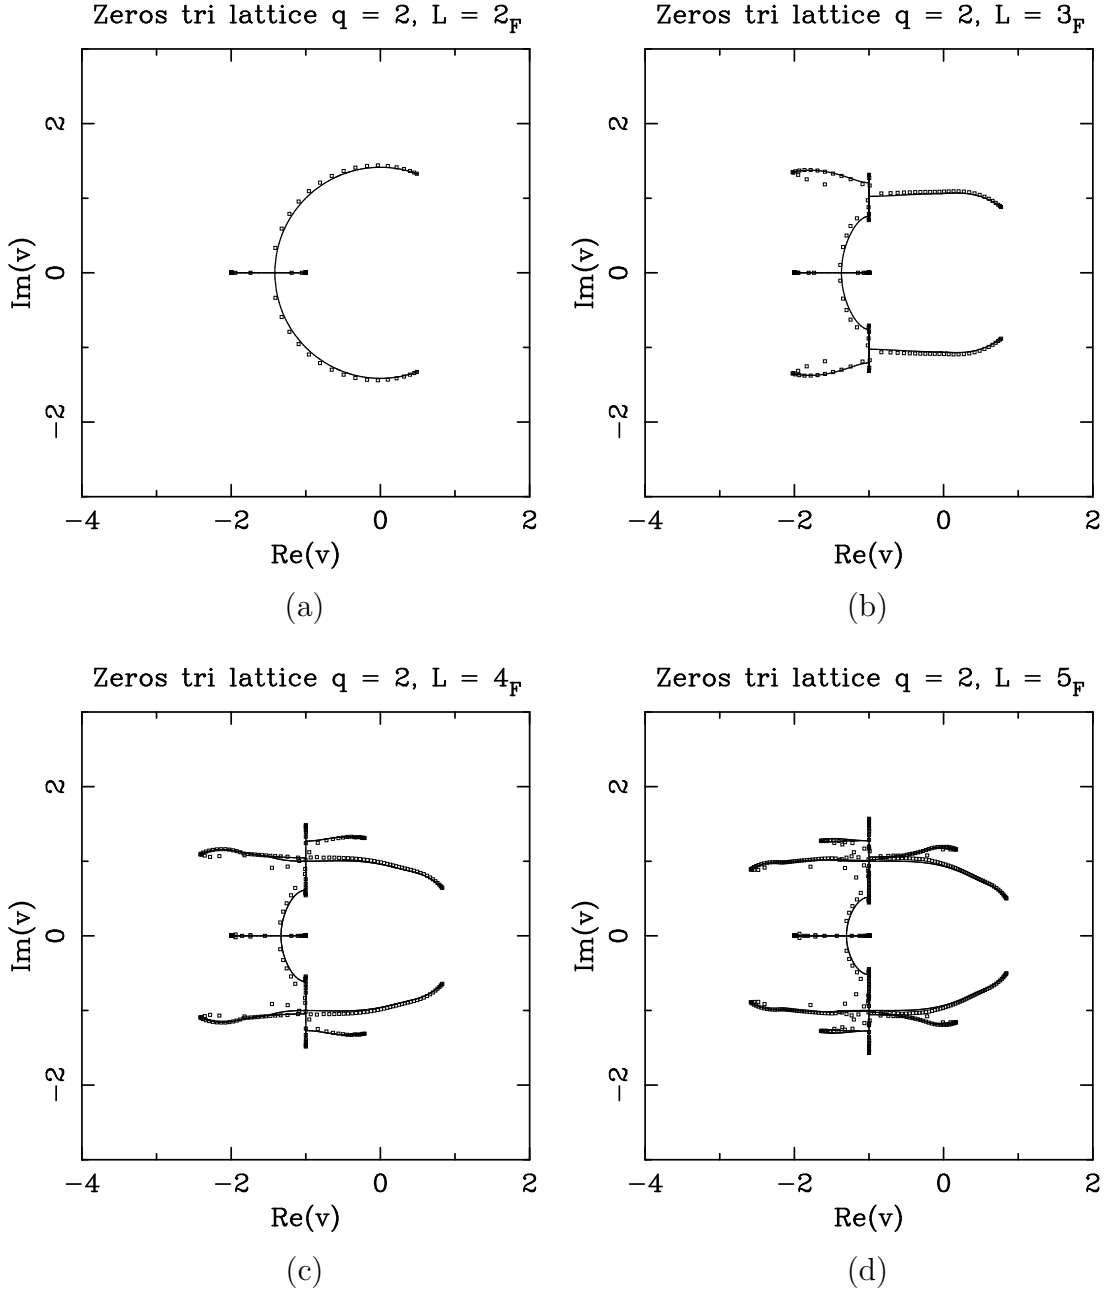 Zeros tri lattice q = 2, L = 2F
Zeros tri lattice q = 2, L = 3F
Im(v)
2
0
−2
−4
−2
0
2
Re(v)
(a)
Im(v)
2
0
−2
−4
−2
0
2
Re(v)
(b)
Zeros tri lattice q = 2, L = 4F
Zeros tri lattice q = 2, L = 5F
Im(v)
2
0
−2
−4
−2
0
2
Re(v)
(c)
Im(v)
2
0
−2
−4
−2
0
2
Re(v)
(d)